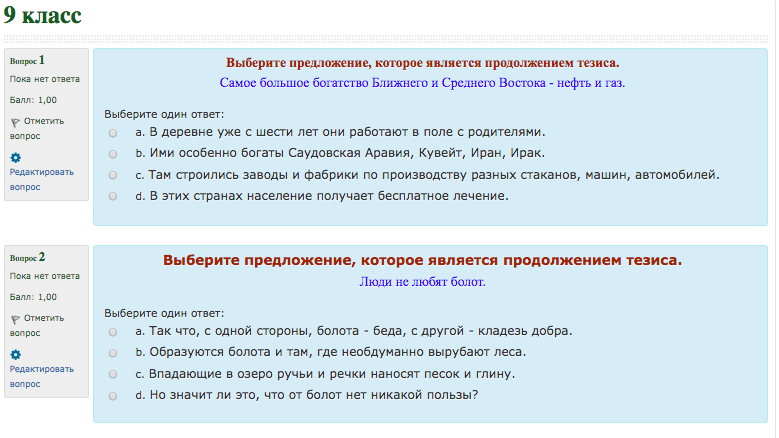 9 класс
Вопрос 1
Пока нет ответа
Балл: 1,00
Отметить
вопрос
Редактировать
вопрос
Выберите предложение, которое является продолжением тезиса.
Самое большое богатство Ближнего и Среднего Востока - нефть и газ.
Выберите один ответ:
a. В деревне уже с шести лет они работают в поле с родителями.
b. Ими особенно богаты Саудовская Аравия, Кувейт, Иран, Ирак.
c. Там строились заводы и фабрики по производству разных стаканов, машин, автомобилей.
d. В этих странах население получает бесплатное лечение.
Вопрос 2
Пока нет ответа
Балл: 1,00
Отметить
вопрос
Редактировать
вопрос
Выберите предложение, которое является продолжением тезиса.
Люди не любят болот.
Выберите один ответ:
a. Так что, с одной стороны, болота - беда, с другой - кладезь добра.
b. Образуются болота и там, где необдуманно вырубают леса.
c. Впадающие в озеро ручьи и речки наносят песок и глину.
d. Но значит ли это, что от болот нет никакой пользы?